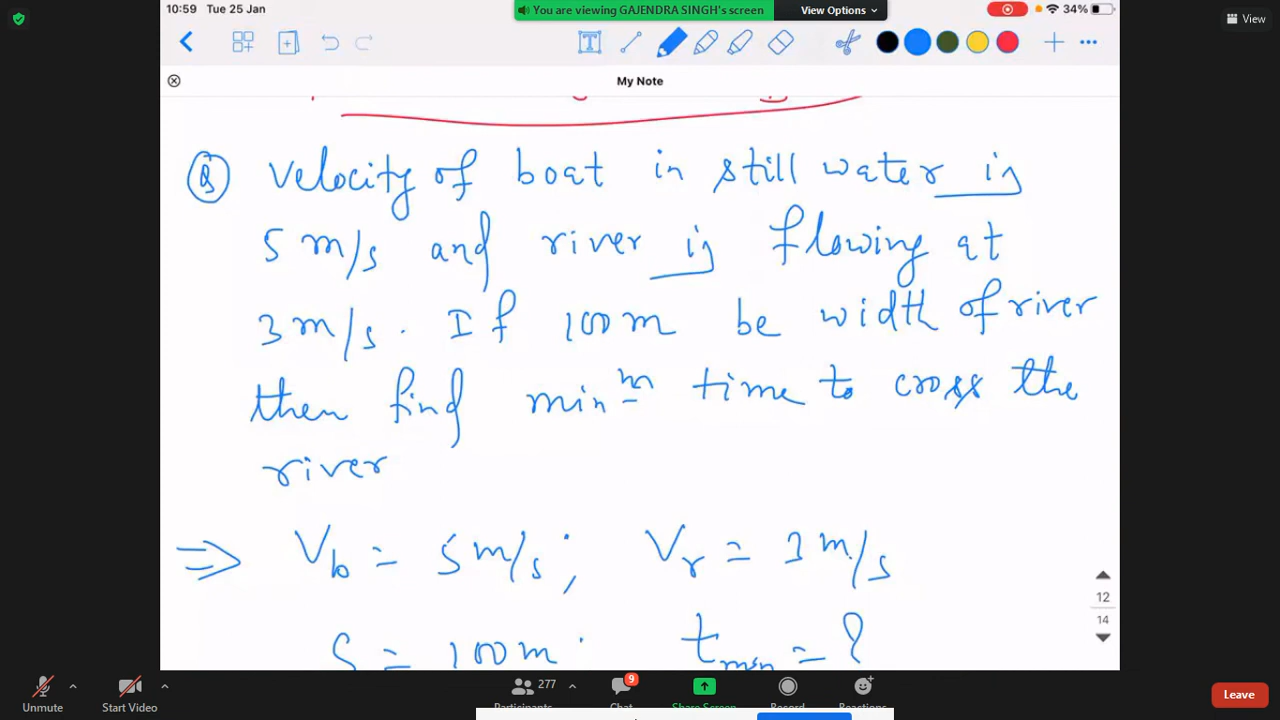 10:59 Tue 25 Jan
You are viewing GAJENDRA SINGH's screen
View Options
34%
View
My Note
Q velocity of boat in still water is
5 m/s and river is flowing at
3 m/s. If 100m be width of river
then find minm time to cross the
river
⇒ Vb = 5 m/s; Vr = 3 m/s
S = 100 m; tmin = ?
12
14
Unmute
Start Video
277
Participants
9
Chat
Share Screen
Record
Reactions
Leave